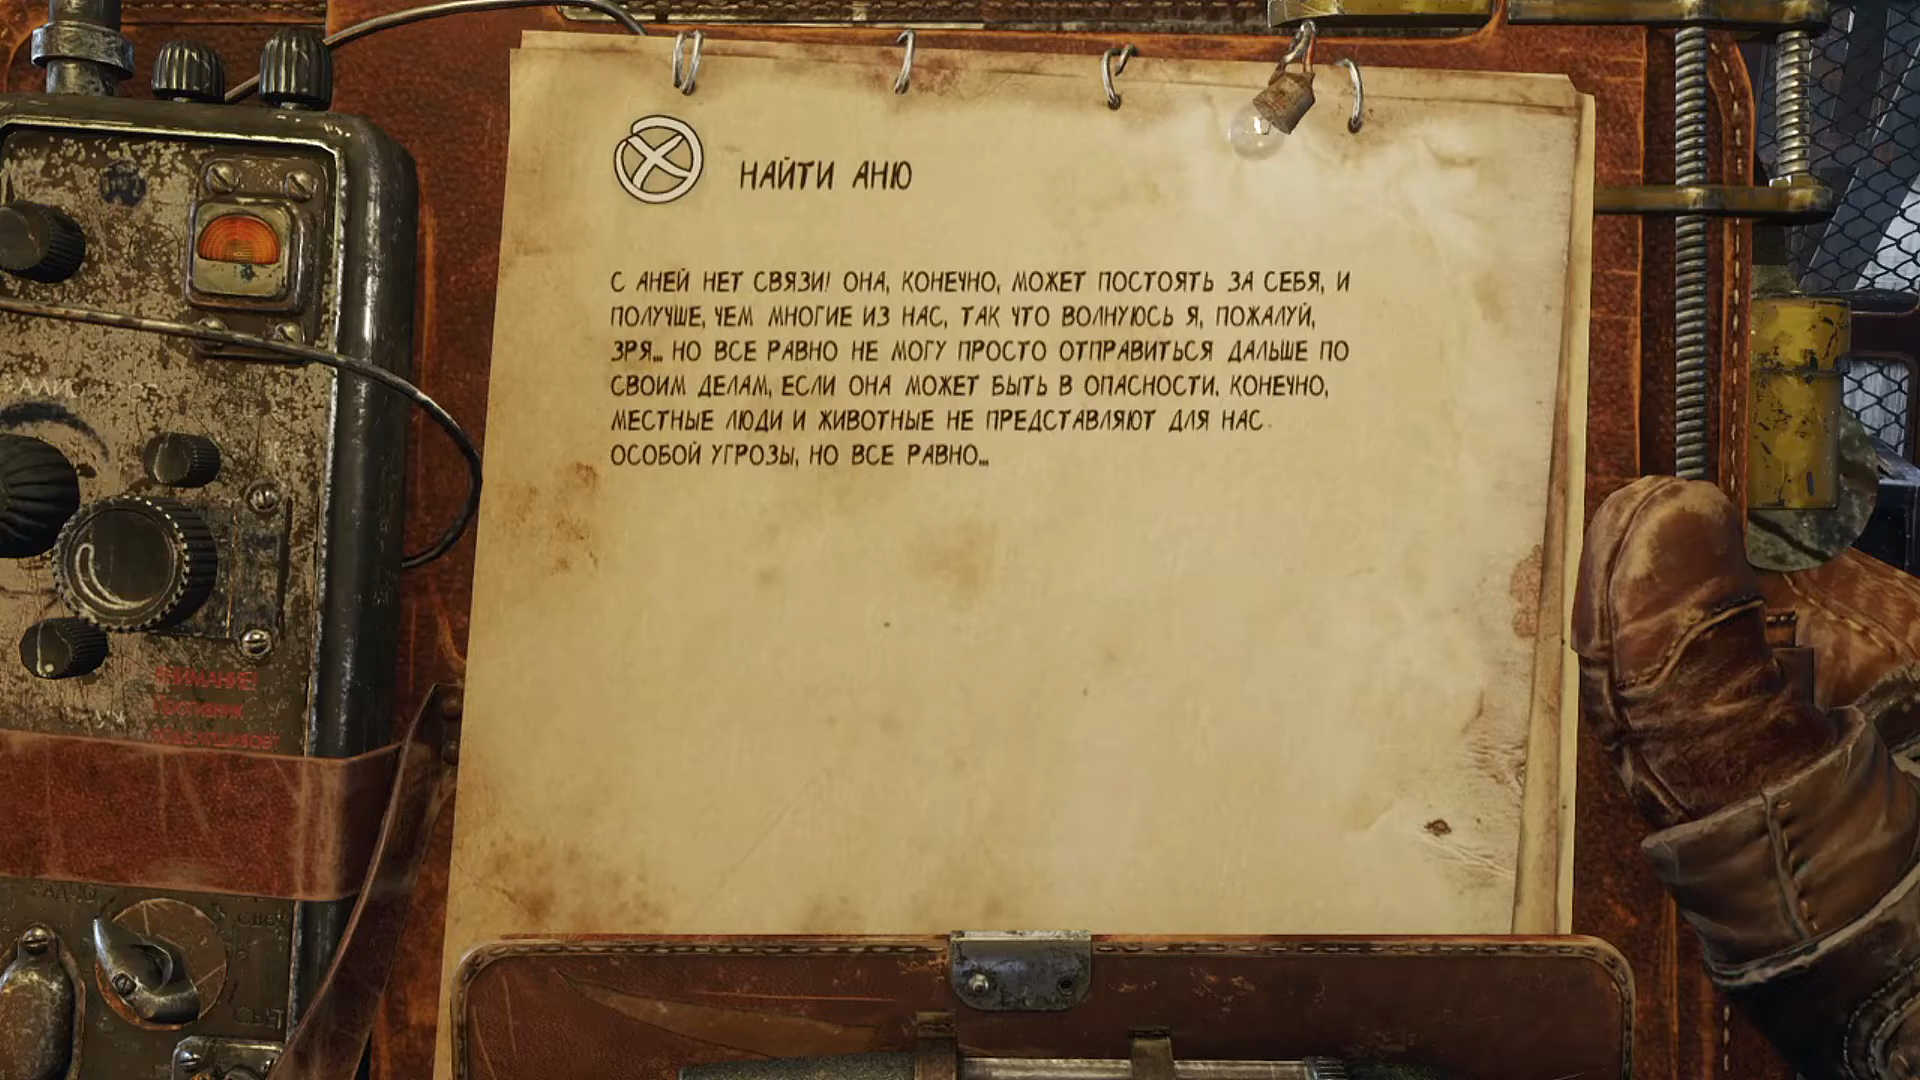 НАЙТИ АНЮ
С АНЕЙ НЕТ СВЯЗИ! ОНА, КОНЕЧНО, МОЖЕТ ПОСТОЯТЬ ЗА СЕБЯ, И
ПОЛУЧШЕ, ЧЕМ МНОГИЕ ИЗ НАС, ТАК ЧТО ВОЛНУЮСЬ Я, ПОЖАЛУЙ,
ЗРЯ... НО ВСЕ РАВНО НЕ МОГУ ПРОСТО ОТПРАВИТЬСЯ ДАЛЬШЕ ПО
СВОИМ ДЕЛАМ, ЕСЛИ ОНА МОЖЕТ БЫТЬ В ОПАСНОСТИ. КОНЕЧНО,
МЕСТНЫЕ ЛЮДИ И ЖИВОТНЫЕ НЕ ПРЕДСТАВЛЯЮТ ДЛЯ НАС
ОСОБОЙ УГРОЗЫ, НО ВСЕ РАВНО...
ВНИМАНИЕ!